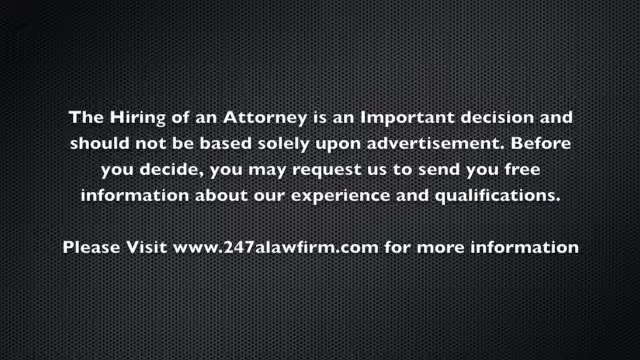 The Hiring of an Attorney is an Important decision and
should not be based solely upon advertisement. Before
you decide, you may request us to send you free
information about our experience and qualifications.
Please Visit www.247alawfirm.com for more information